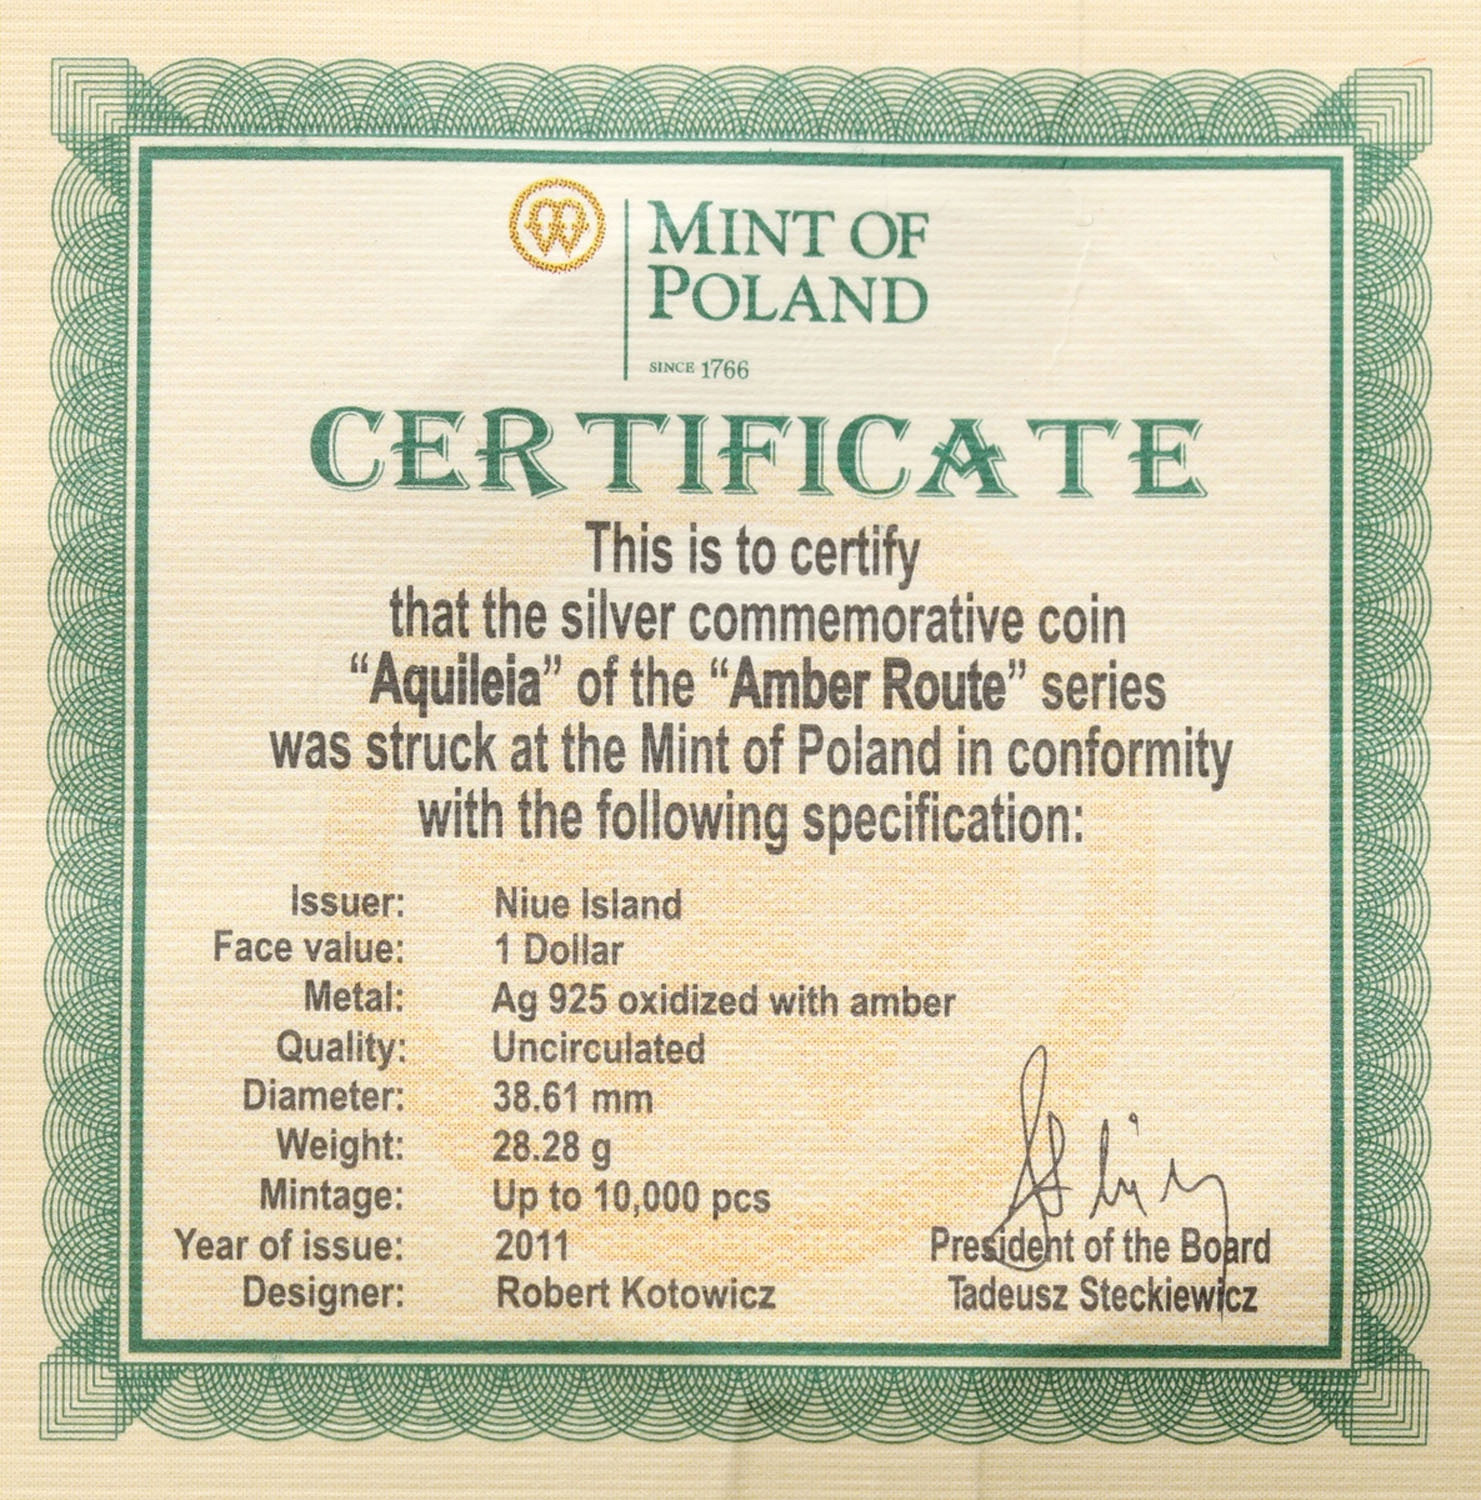 MINT OF
POLAND
SINCE 1766
CERTIFICATE
This is to certify
that the silver commemorative coin
“Aquileia” of the “Amber Route” series
was struck at the Mint of Poland in conformity
with the following specification:
Issuer: Niue Island
Face value: 1 Dollar
Metal: Ag 925 oxidized with amber
Quality: Uncirculated
Diameter: 38.61 mm
Weight: 28.28 g
Mintage: Up to 10,000 pcs
Year of issue: 2011
Designer: Robert Kotowicz
President of the Board
Tadeusz Steckiewicz